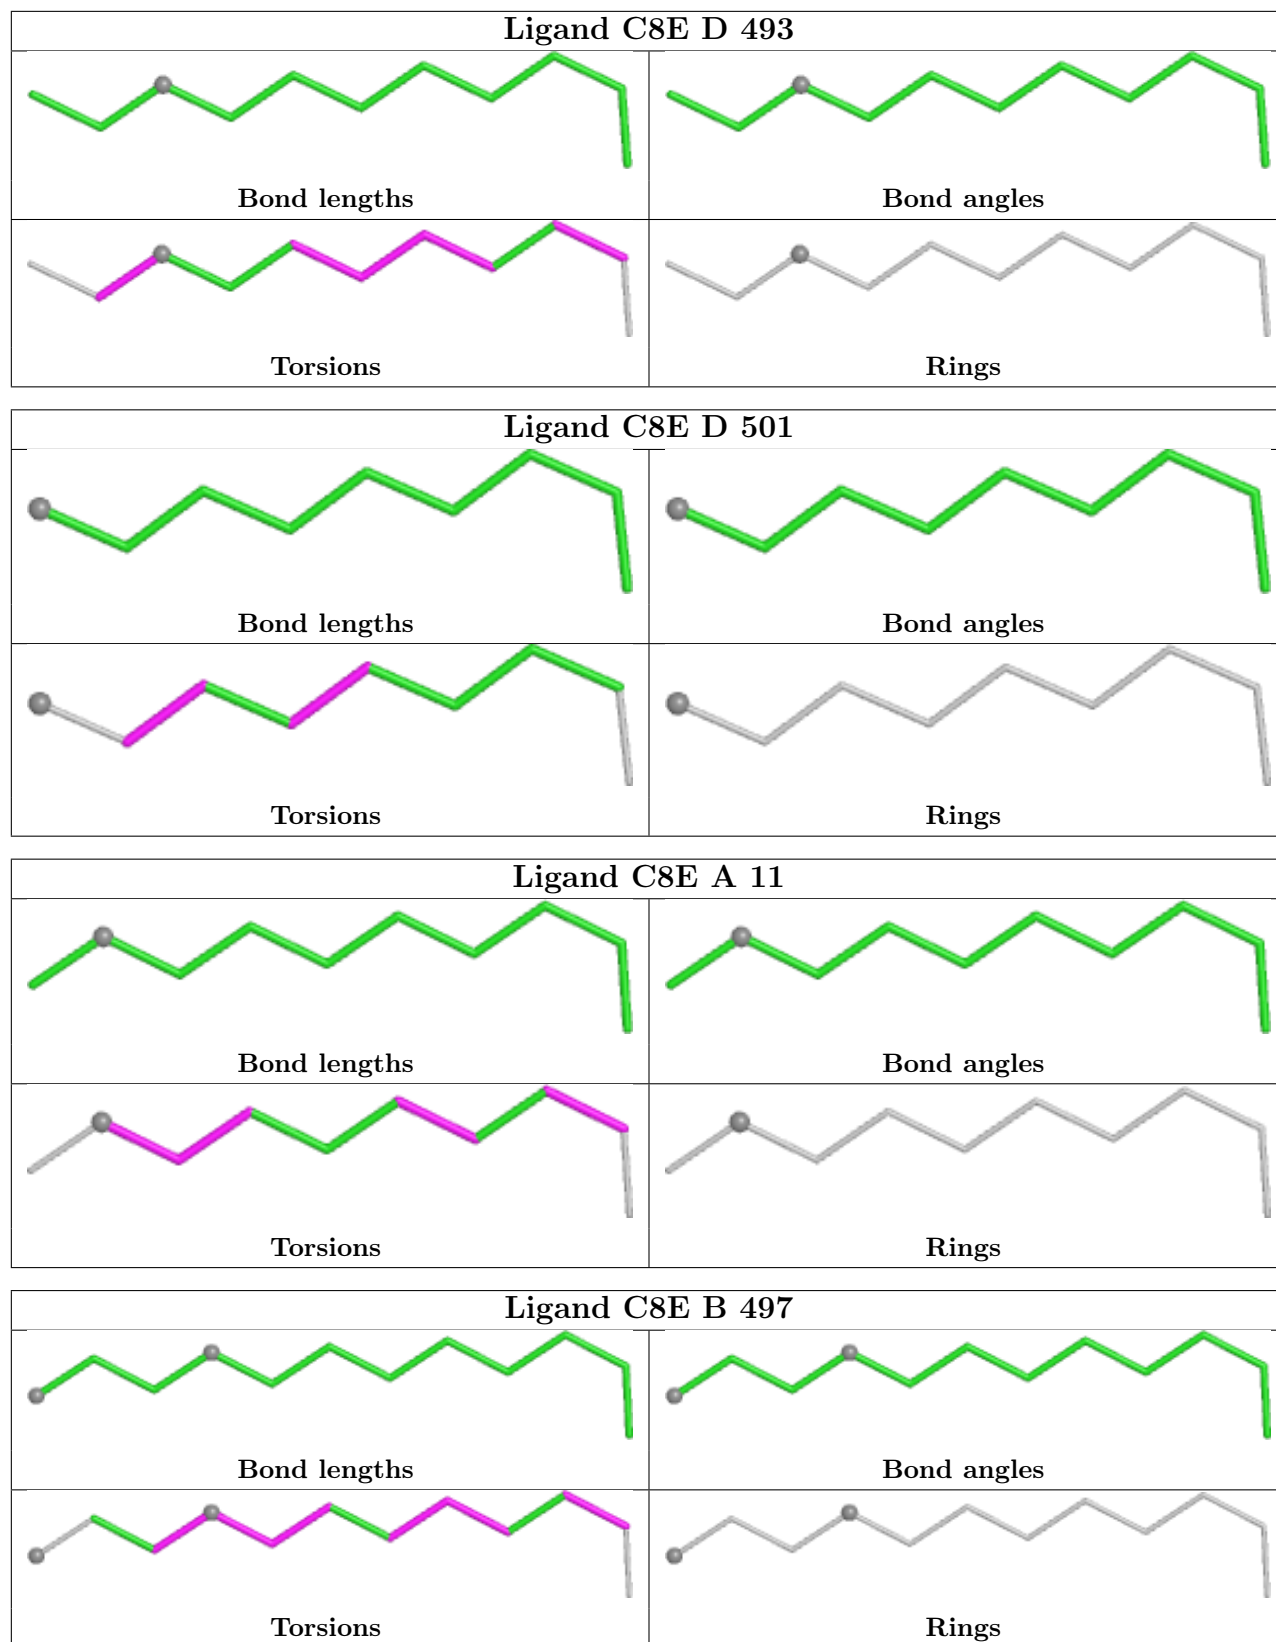 Ligand C8E D 493
Bond lengths Bond angles
Torsions Rings
Ligand C8E D 501
Bond lengths Bond angles
Torsions Rings
Ligand C8E A 11
Bond lengths Bond angles
Torsions Rings
Ligand C8E B 497
Bond lengths Bond angles
Torsions Rings